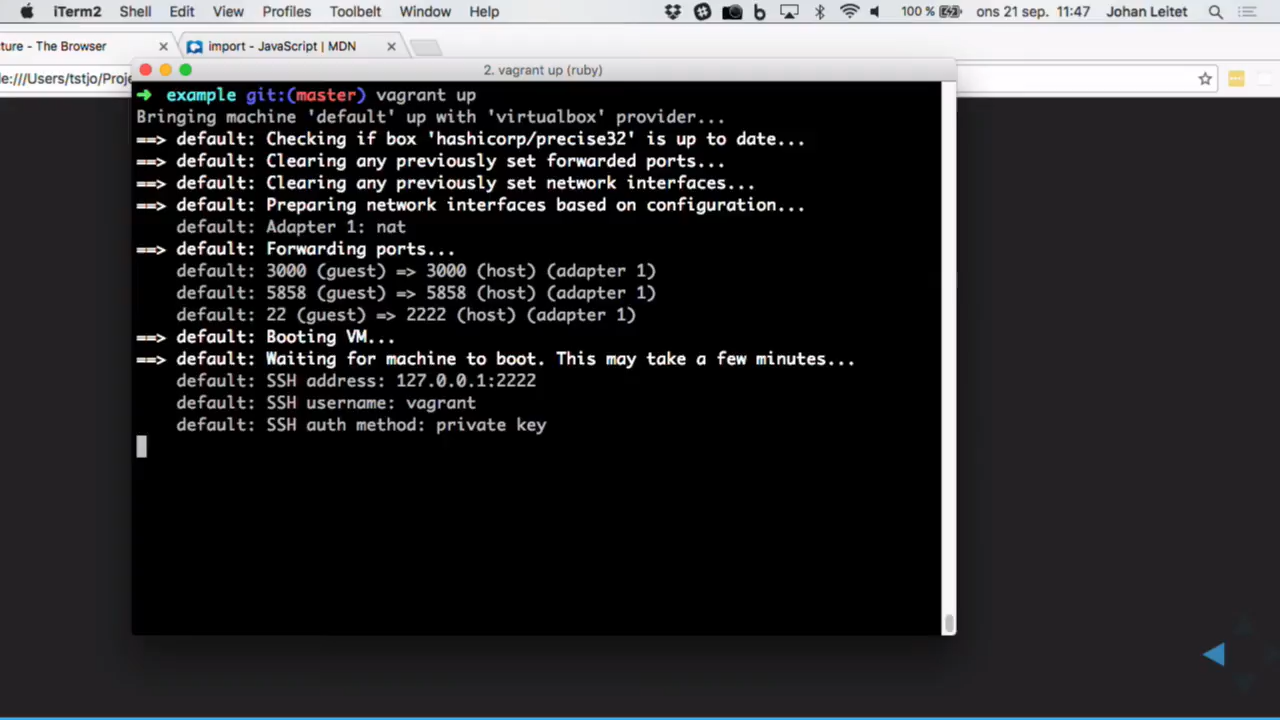 iTerm2 Shell Edit View Profiles Toolbelt Window Help 100 % ons 21 sep. 11:47 Johan Leitet
ture - The Browser import - JavaScript | MDN
e:///Users/tstjo/Proj
2. vagrant up (ruby)
➜ example git:(master) vagrant up
Bringing machine 'default' up with 'virtualbox' provider...
==> default: Checking if box 'hashicorp/precise32' is up to date...
==> default: Clearing any previously set forwarded ports...
==> default: Clearing any previously set network interfaces...
==> default: Preparing network interfaces based on configuration...
default: Adapter 1: nat
==> default: Forwarding ports...
default: 3000 (guest) => 3000 (host) (adapter 1)
default: 5858 (guest) => 5858 (host) (adapter 1)
default: 22 (guest) => 2222 (host) (adapter 1)
==> default: Booting VM...
==> default: Waiting for machine to boot. This may take a few minutes...
default: SSH address: 127.0.0.1:2222
default: SSH username: vagrant
default: SSH auth method: private key